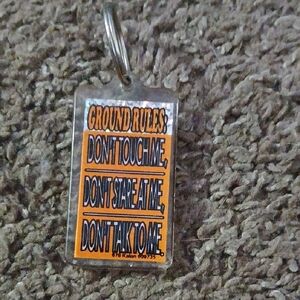 GROUND RULES:
DON'T TOUCH ME,
DON'T STARE AT ME,
DON'T TALK TO ME.